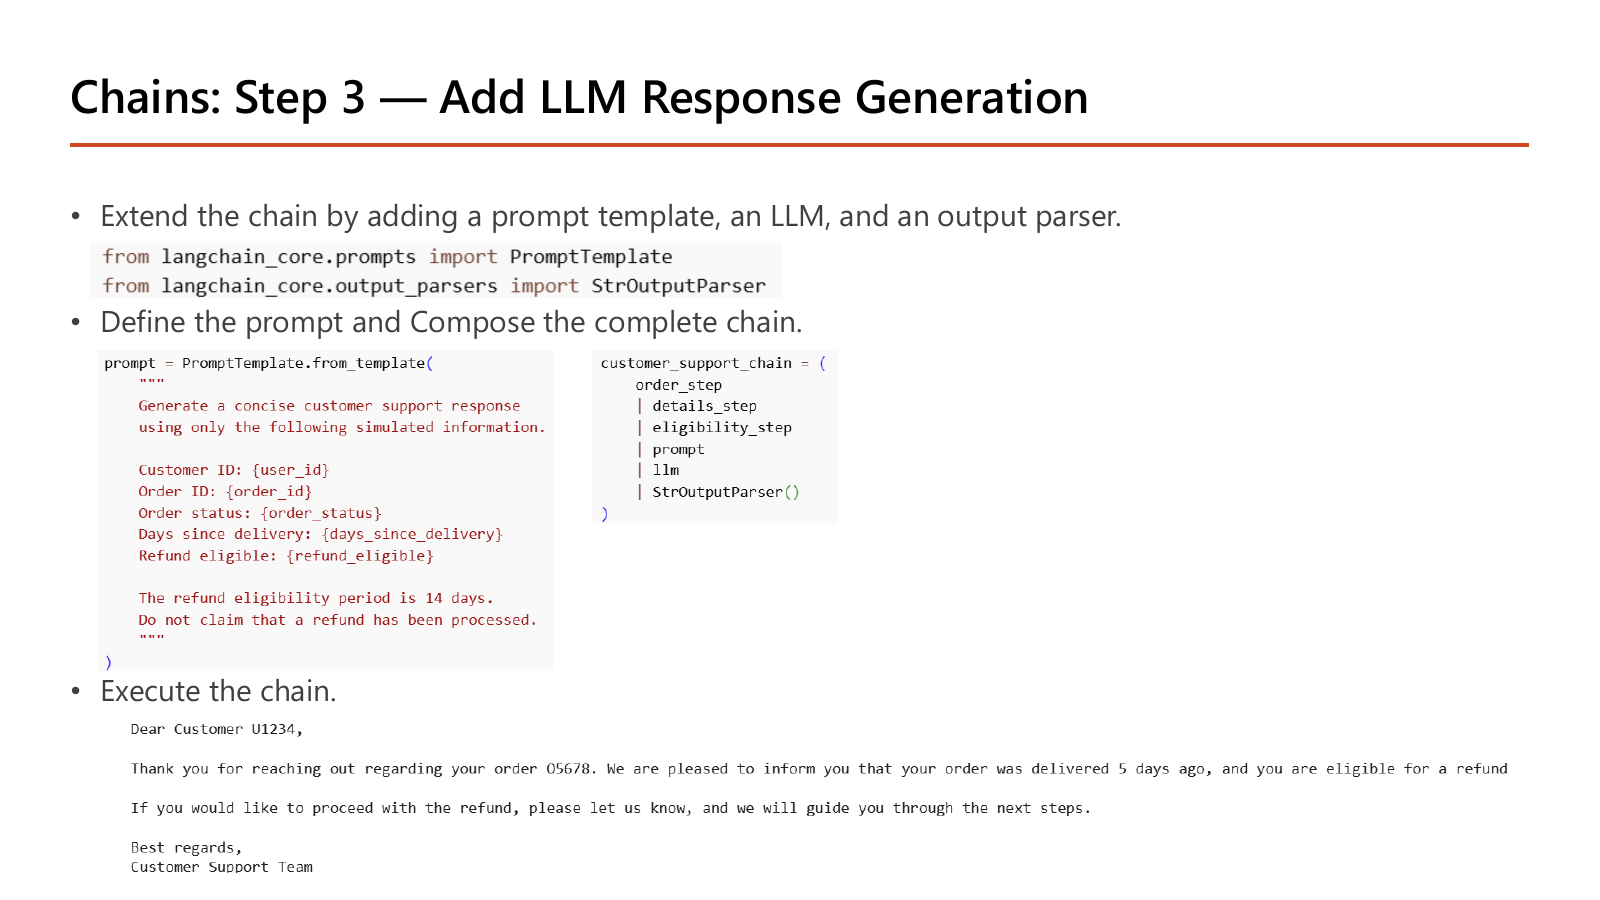 Chains: Step 3 — Add LLM Response Generation
• Extend the chain by adding a prompt template, an LLM, and an output parser.
from langchain_core.prompts import PromptTemplate
from langchain_core.output_parsers import StrOutputParser
• Define the prompt and Compose the complete chain.
prompt = PromptTemplate.from_template(
"""
Generate a concise customer support response
using only the following simulated information.
Customer ID: {user_id}
Order ID: {order_id}
Order status: {order_status}
Days since delivery: {days_since_delivery}
Refund eligible: {refund_eligible}
The refund eligibility period is 14 days.
Do not claim that a refund has been processed.
"""
)
customer_support_chain = (
order_step
| details_step
| eligibility_step
| prompt
| llm
| StrOutputParser()
)
• Execute the chain.
Dear Customer U1234,
Thank you for reaching out regarding your order O5678. We are pleased to inform you that your order was delivered 5 days ago, and you are eligible for a refund
If you would like to proceed with the refund, please let us know, and we will guide you through the next steps.
Best regards,
Customer Support Team